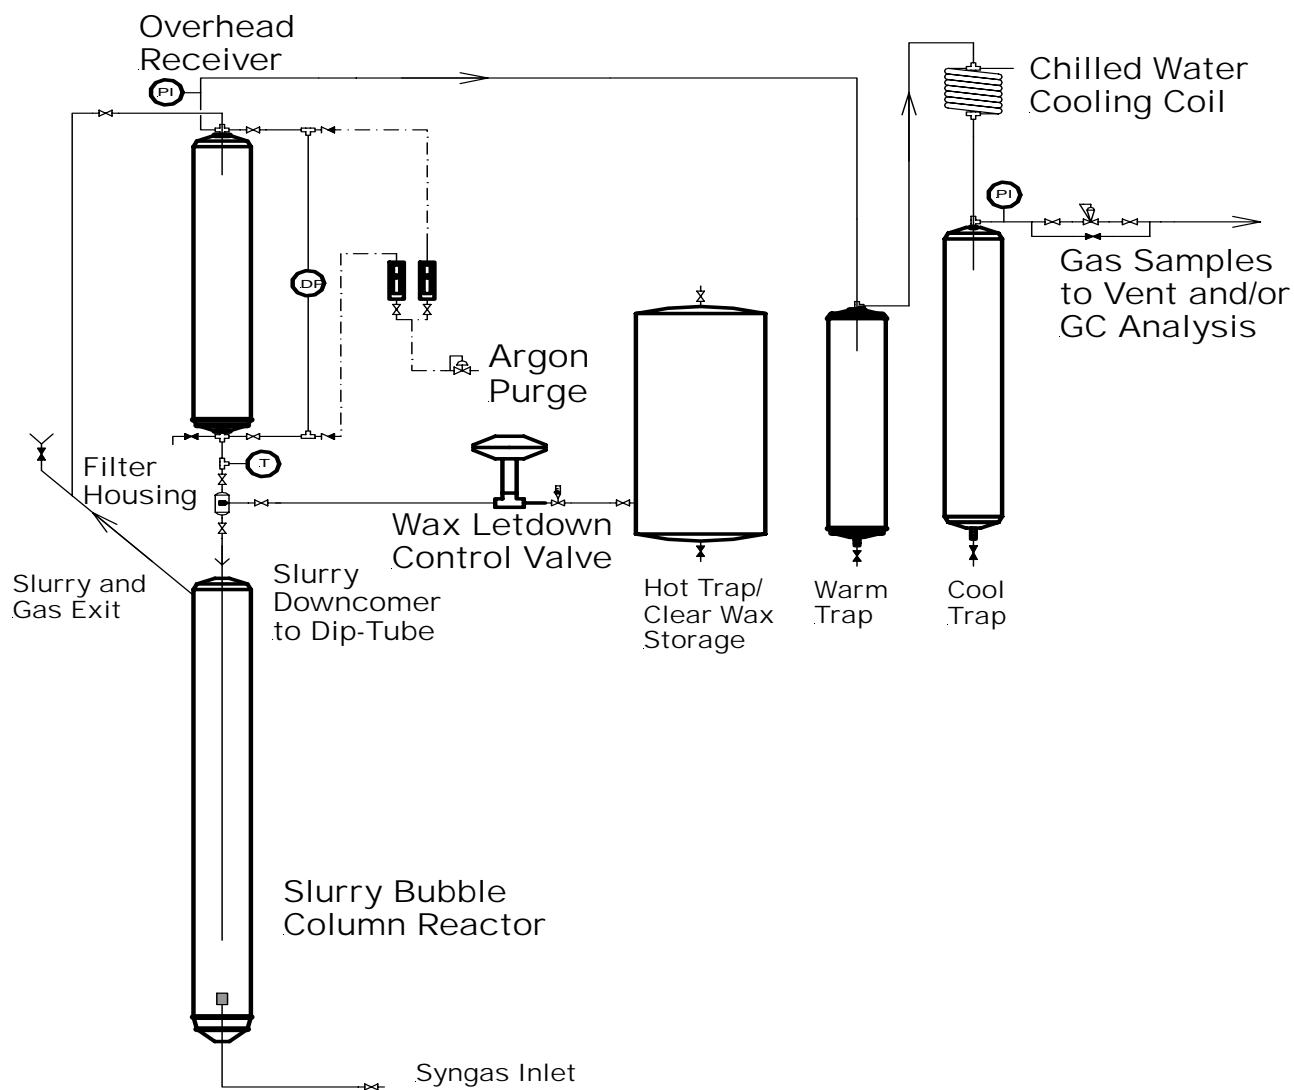 Overhead
Receiver
PI
Chilled Water
Cooling Coil
PI
DP
Gas Samples
to Vent and/or
GC Analysis
Argon
Purge
T
Filter
Housing
Wax Letdown
Control Valve
Slurry and
Gas Exit
Slurry
Downcomer
to Dip-Tube
Hot Trap/
Clear Wax
Storage
Warm
Trap
Cool
Trap
Slurry Bubble
Column Reactor
Syngas Inlet